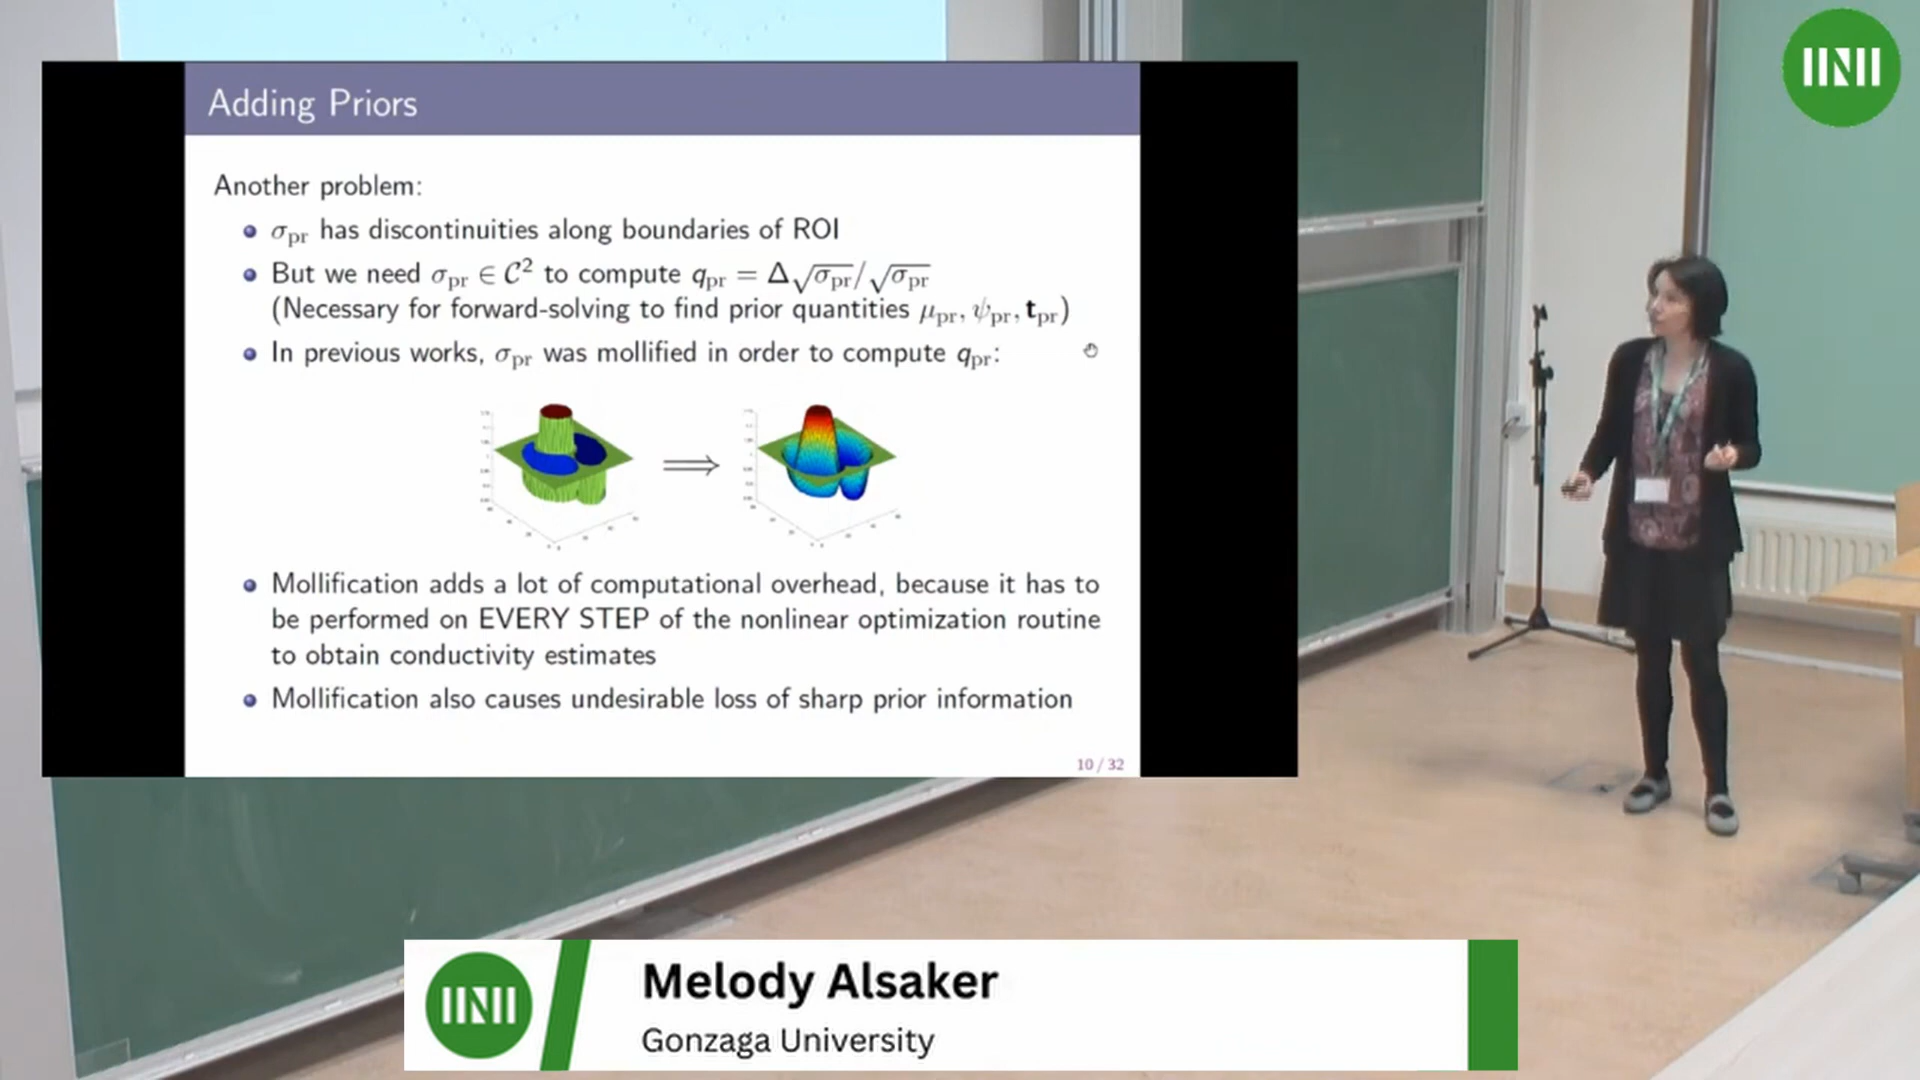 Adding Priors
Another problem:
σpr has discontinuities along boundaries of ROI
But we need σpr ∈ C² to compute qpr = Δ√σpr/√σpr
(Necessary for forward-solving to find prior quantities μpr, ψpr, tpr)
In previous works, σpr was mollified in order to compute qpr:
⟹
Mollification adds a lot of computational overhead, because it has to
be performed on EVERY STEP of the nonlinear optimization routine
to obtain conductivity estimates
Mollification also causes undesirable loss of sharp prior information
10 / 32
Melody Alsaker
Gonzaga University